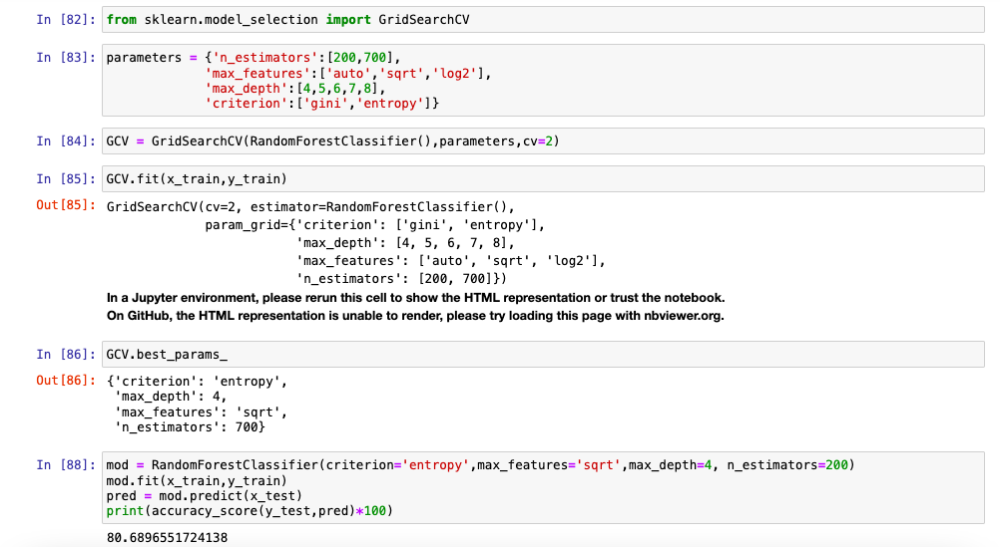 In [82]: from sklearn.model_selection import GridSearchCV
In [83]: parameters = {'n_estimators':[200,700],
'max_features':['auto','sqrt','log2'],
'max_depth':[4,5,6,7,8],
'criterion':['gini','entropy']}
In [84]: GCV = GridSearchCV(RandomForestClassifier(),parameters,cv=2)
In [85]: GCV.fit(x_train,y_train)
Out[85]: GridSearchCV(cv=2, estimator=RandomForestClassifier(),
param_grid={'criterion': ['gini', 'entropy'],
'max_depth': [4, 5, 6, 7, 8],
'max_features': ['auto', 'sqrt', 'log2'],
'n_estimators': [200, 700]})
In a Jupyter environment, please rerun this cell to show the HTML representation or trust the notebook.
On GitHub, the HTML representation is unable to render, please try loading this page with nbviewer.org.
In [86]: GCV.best_params_
Out[86]: {'criterion': 'entropy',
'max_depth': 4,
'max_features': 'sqrt',
'n_estimators': 700}
In [88]: mod = RandomForestClassifier(criterion='entropy',max_features='sqrt',max_depth=4, n_estimators=200)
mod.fit(x_train,y_train)
pred = mod.predict(x_test)
print(accuracy_score(y_test,pred)*100)
80.6896551724138